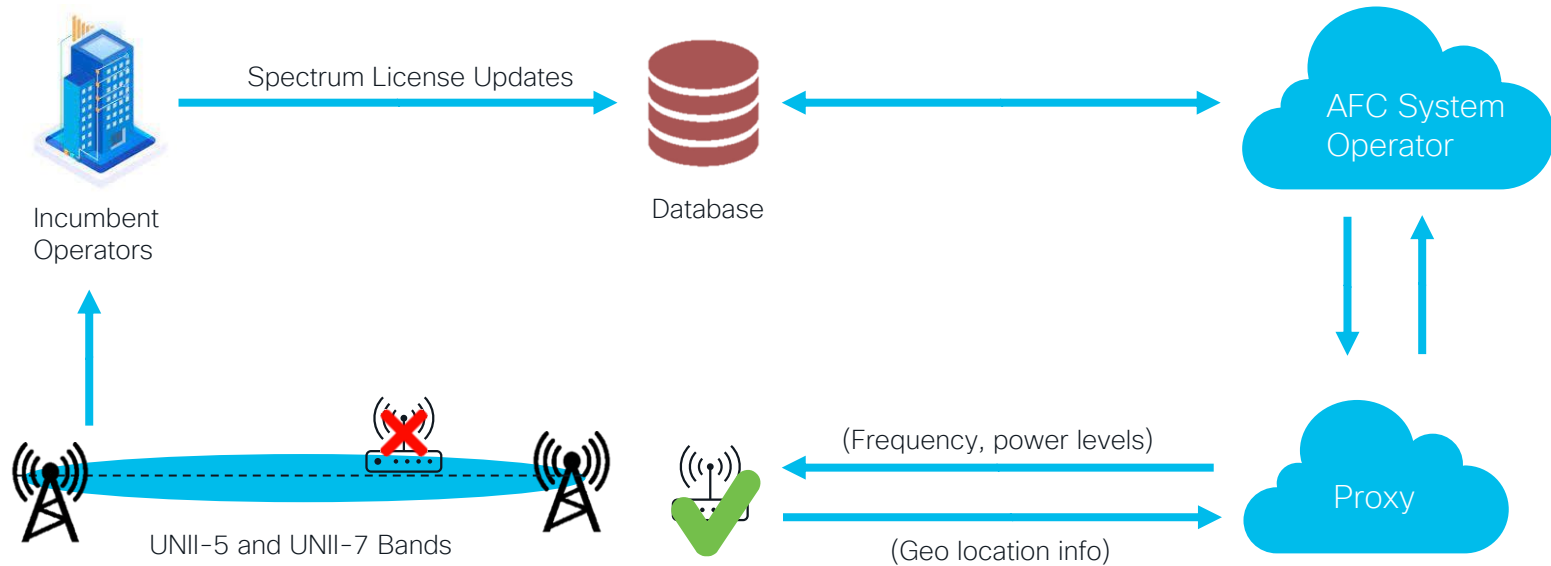 Spectrum License Updates
AFC System
Operator
Incumbent
Operators
Database
(Frequency, power levels)
Proxy
UNII-5 and UNII-7 Bands
(Geo location info)